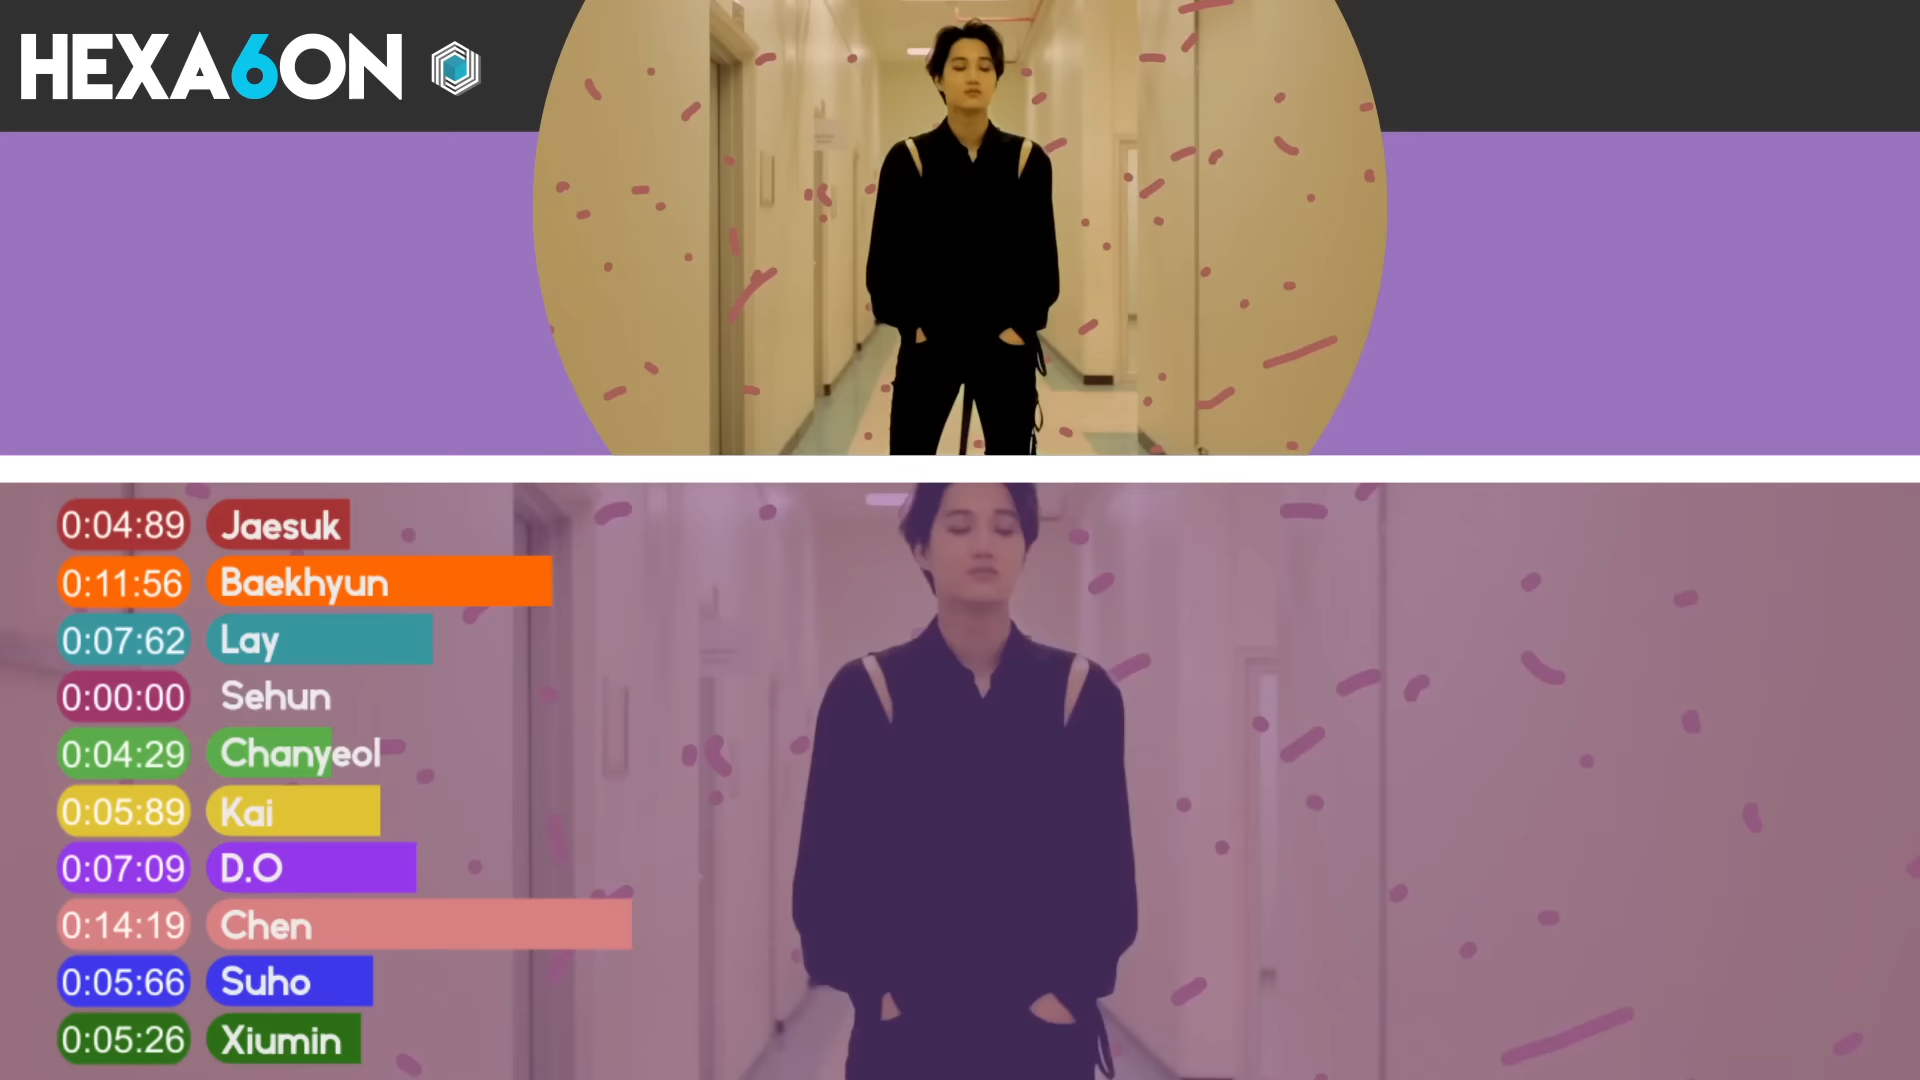 HEXA6ON
0:04:89 Jaesuk
0:11:56 Baekhyun
0:07:62 Lay
0:00:00 Sehun
0:04:29 Chanyeol
0:05:89 Kai
0:07:09 D.O
0:14:19 Chen
0:05:66 Suho
0:05:26 Xiumin